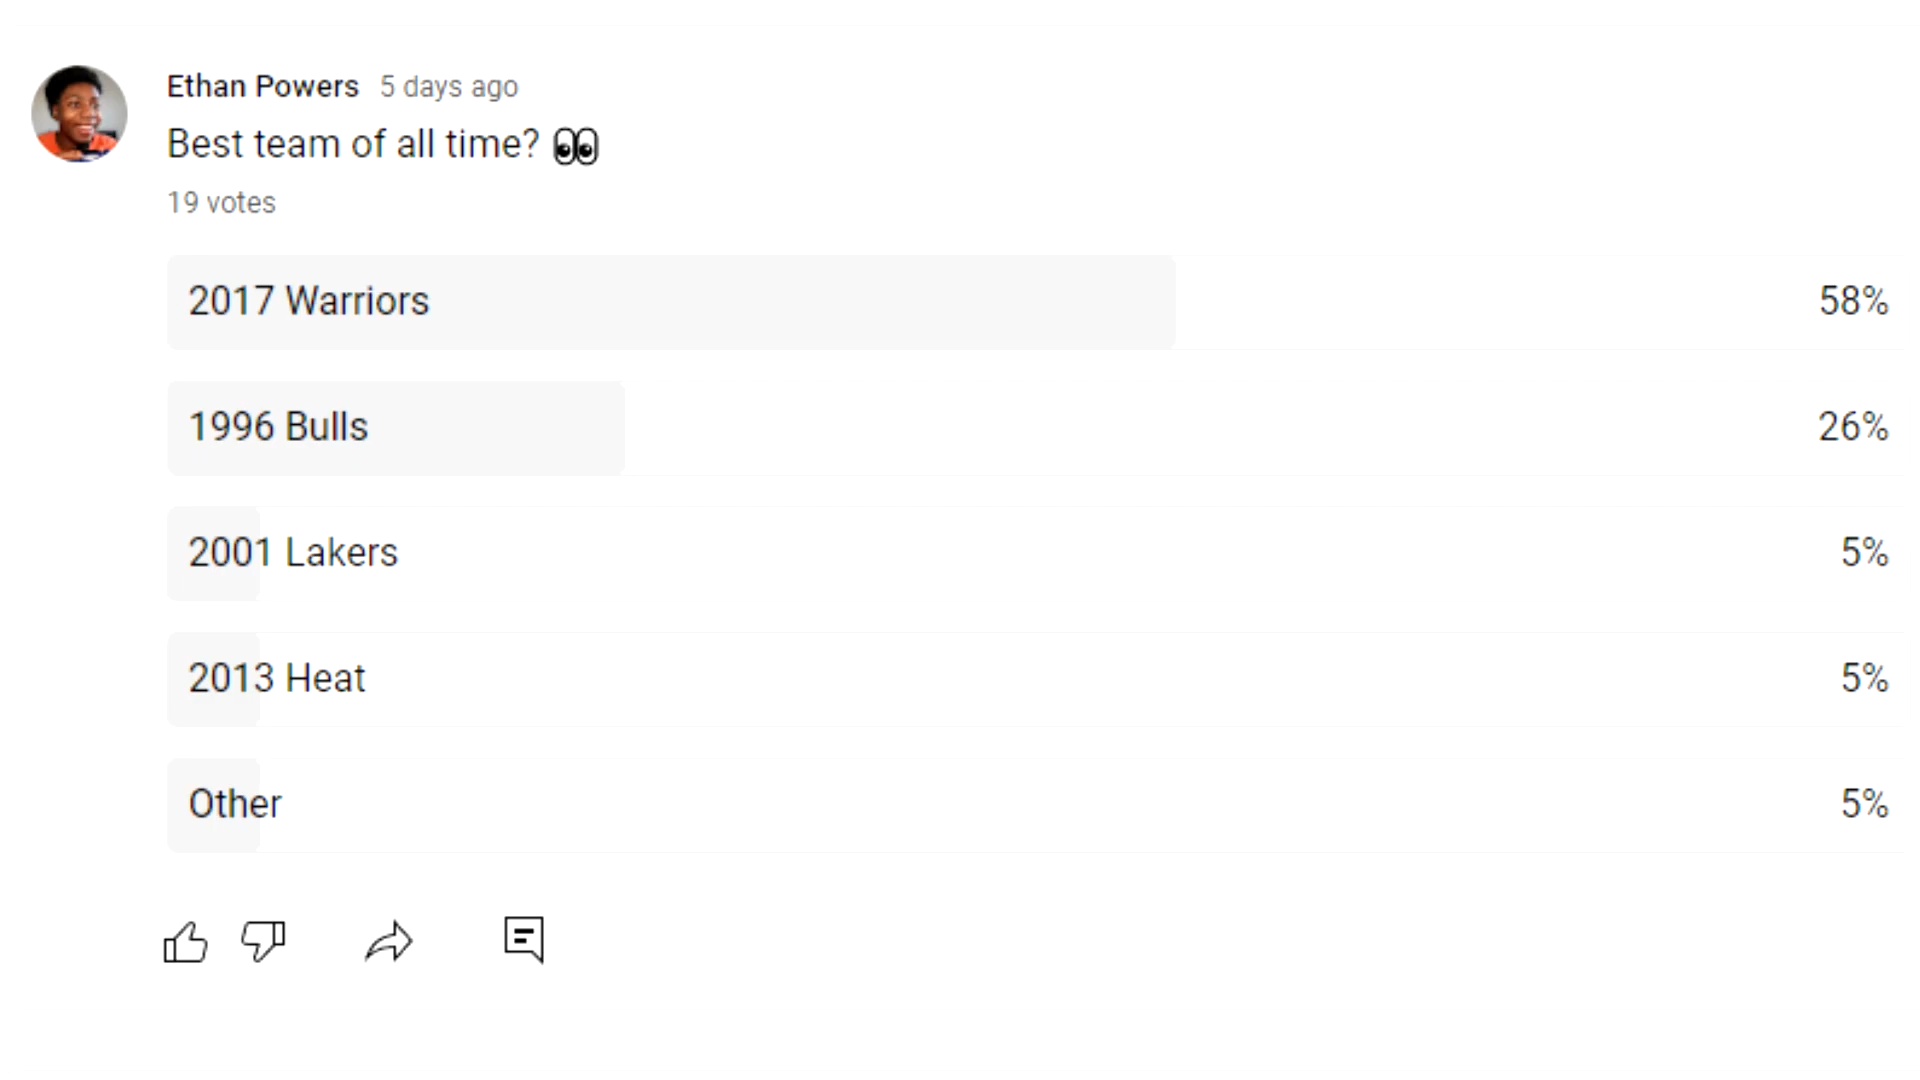 Ethan Powers 5 days ago
Best team of all time? 👀
19 votes
2017 Warriors 58%
1996 Bulls 26%
2001 Lakers 5%
2013 Heat 5%
Other 5%